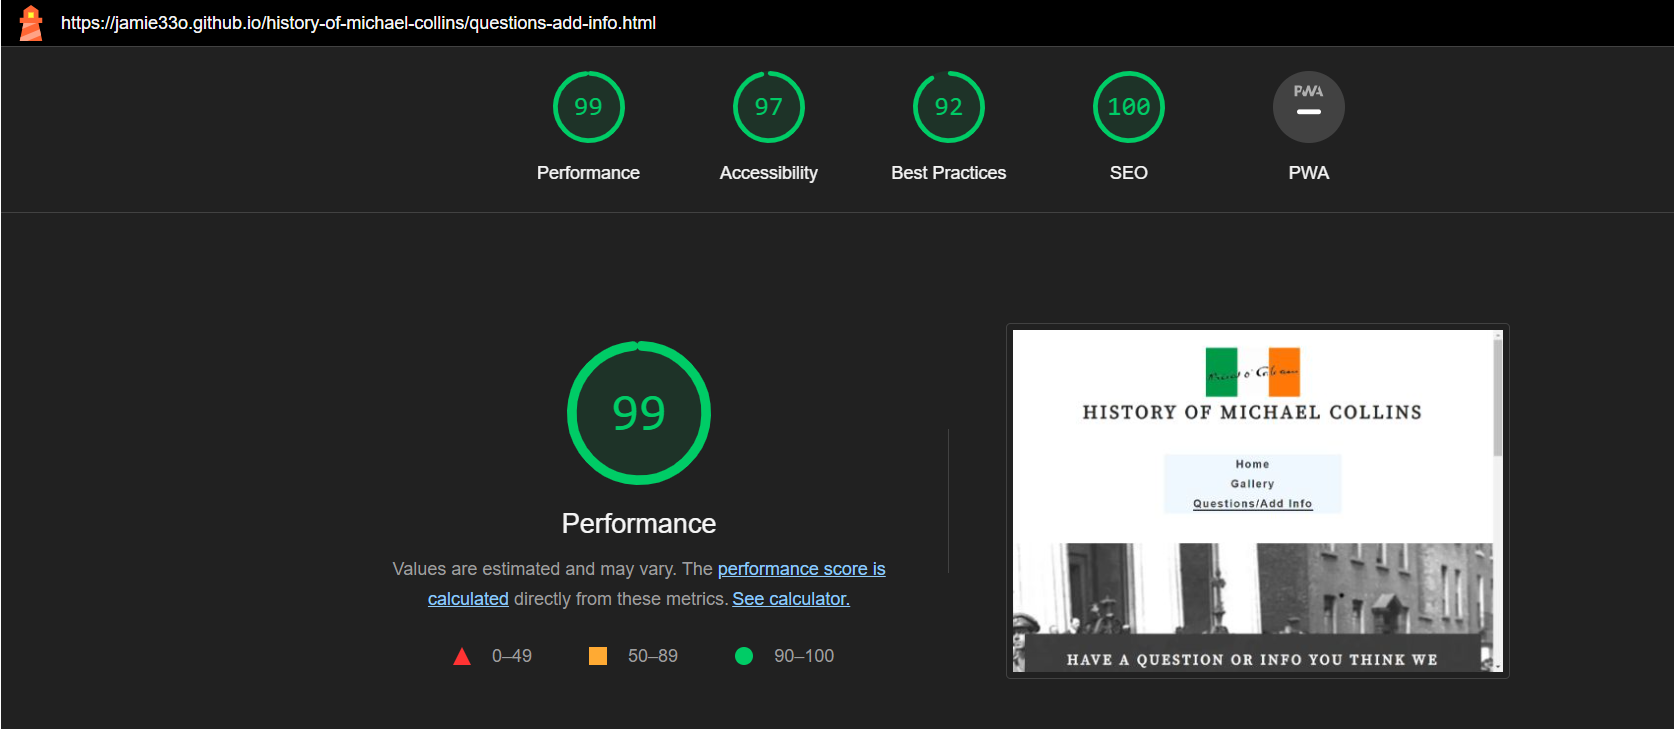 https://jamie33o.github.io/history-of-michael-collins/questions-add-info.html
99
97
92
100
PWA
Performance
Accessibility
Best Practices
SEO
PWA
99
Performance
Values are estimated and may vary. The performance score is
calculated directly from these metrics. See calculator.
0–49
50–89
90–100
HISTORY OF MICHAEL COLLINS
Home
Gallery
Questions/Add Info
HAVE A QUESTION OR INFO YOU THINK WE